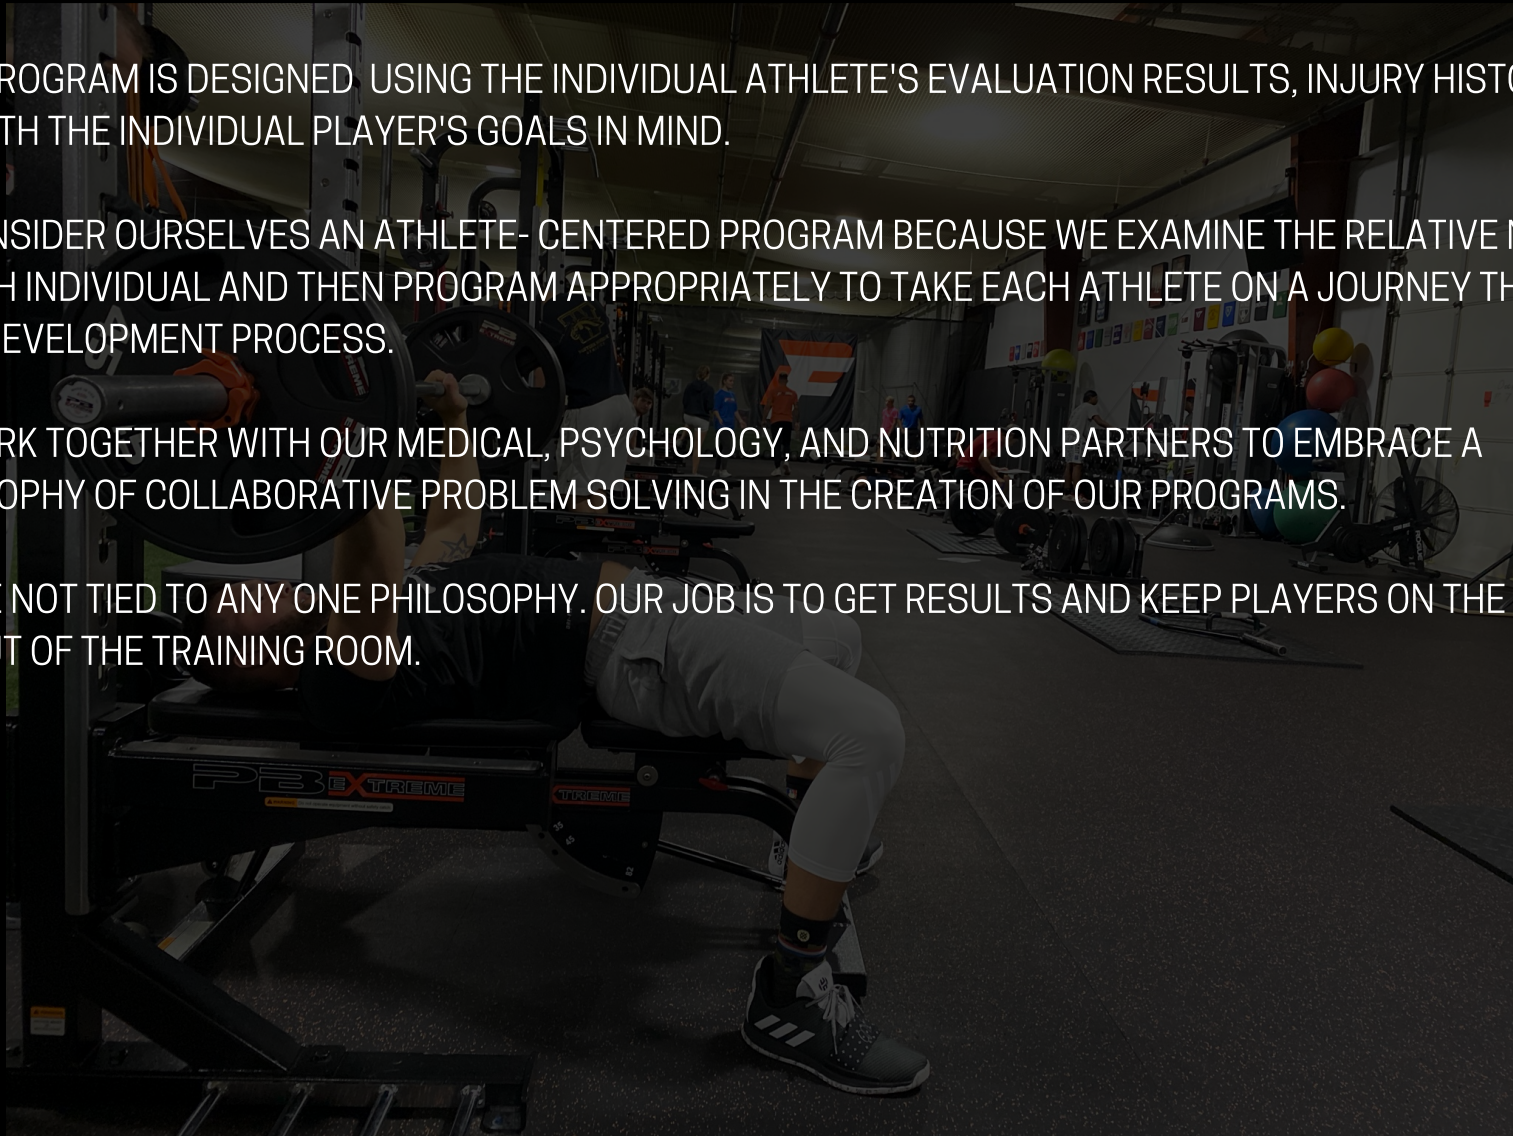 ROGRAM IS DESIGNED  USING THE INDIVIDUAL ATHLETE'S EVALUATION RESULTS, INJURY HISTO
TH THE INDIVIDUAL PLAYER'S GOALS IN MIND.
NSIDER OURSELVES AN ATHLETE- CENTERED PROGRAM BECAUSE WE EXAMINE THE RELATIVE N
H INDIVIDUAL AND THEN PROGRAM APPROPRIATELY TO TAKE EACH ATHLETE ON A JOURNEY TH
EVELOPMENT PROCESS.
RK TOGETHER WITH OUR MEDICAL, PSYCHOLOGY, AND NUTRITION PARTNERS TO EMBRACE A
OPHY OF COLLABORATIVE PROBLEM SOLVING IN THE CREATION OF OUR PROGRAMS.
E NOT TIED TO ANY ONE PHILOSOPHY. OUR JOB IS TO GET RESULTS AND KEEP PLAYERS ON THE
UT OF THE TRAINING ROOM.
PB EXTREME
XTREME